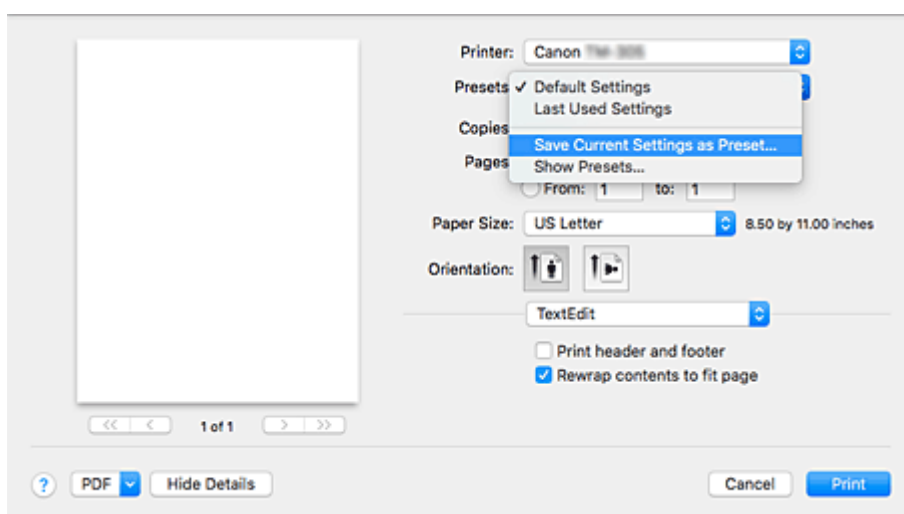 Printer: Canon
Presets ✓ Default Settings
Last Used Settings
Copies
Save Current Settings as Preset...
Pages
Show Presets...
From: 1 to: 1
Paper Size: US Letter 8.50 by 11.00 inches
Orientation:
TextEdit
Print header and footer
Rewrap contents to fit page
<< < 1 of 1 > >>
? PDF Hide Details Cancel Print